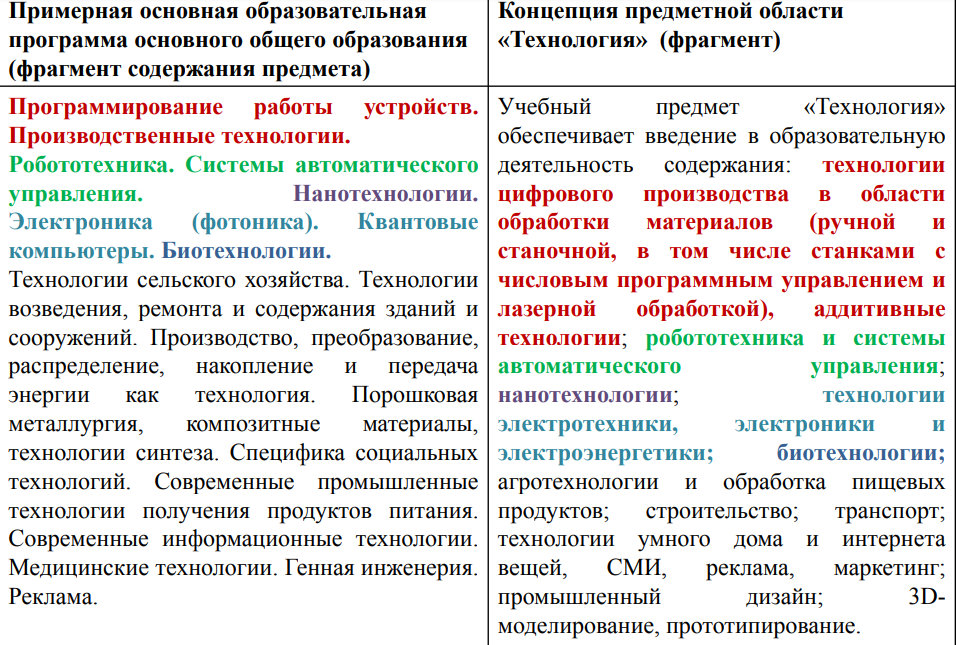 Примерная основная образовательная
программа основного общего образования
(фрагмент содержания предмета)
Концепция предметной области
«Технология» (фрагмент)
Программирование работы устройств.
Производственные технологии.
Робототехника. Системы автоматического
управления. Нанотехнологии.
Электроника (фотоника). Квантовые
компьютеры. Биотехнологии.
Технологии сельского хозяйства. Технологии
возведения, ремонта и содержания зданий и
сооружений. Производство, преобразование,
распределение, накопление и передача
энергии как технология. Порошковая
металлургия, композитные материалы,
технологии синтеза. Специфика социальных
технологий. Современные промышленные
технологии получения продуктов питания.
Современные информационные технологии.
Медицинские технологии. Генная инженерия.
Реклама.
Учебный предмет «Технология»
обеспечивает введение в образовательную
деятельность содержания: технологии
цифрового производства в области
обработки материалов (ручной и
станочной, в том числе станками с
числовым программным управлением и
лазерной обработкой), аддитивные
технологии; робототехника и системы
автоматического управления;
нанотехнологии; технологии
электротехники, электроники и
электроэнергетики; биотехнологии;
агротехнологии и обработка пищевых
продуктов; строительство; транспорт;
технологии умного дома и интернета
вещей, СМИ, реклама, маркетинг;
промышленный дизайн; 3D-
моделирование, прототипирование.